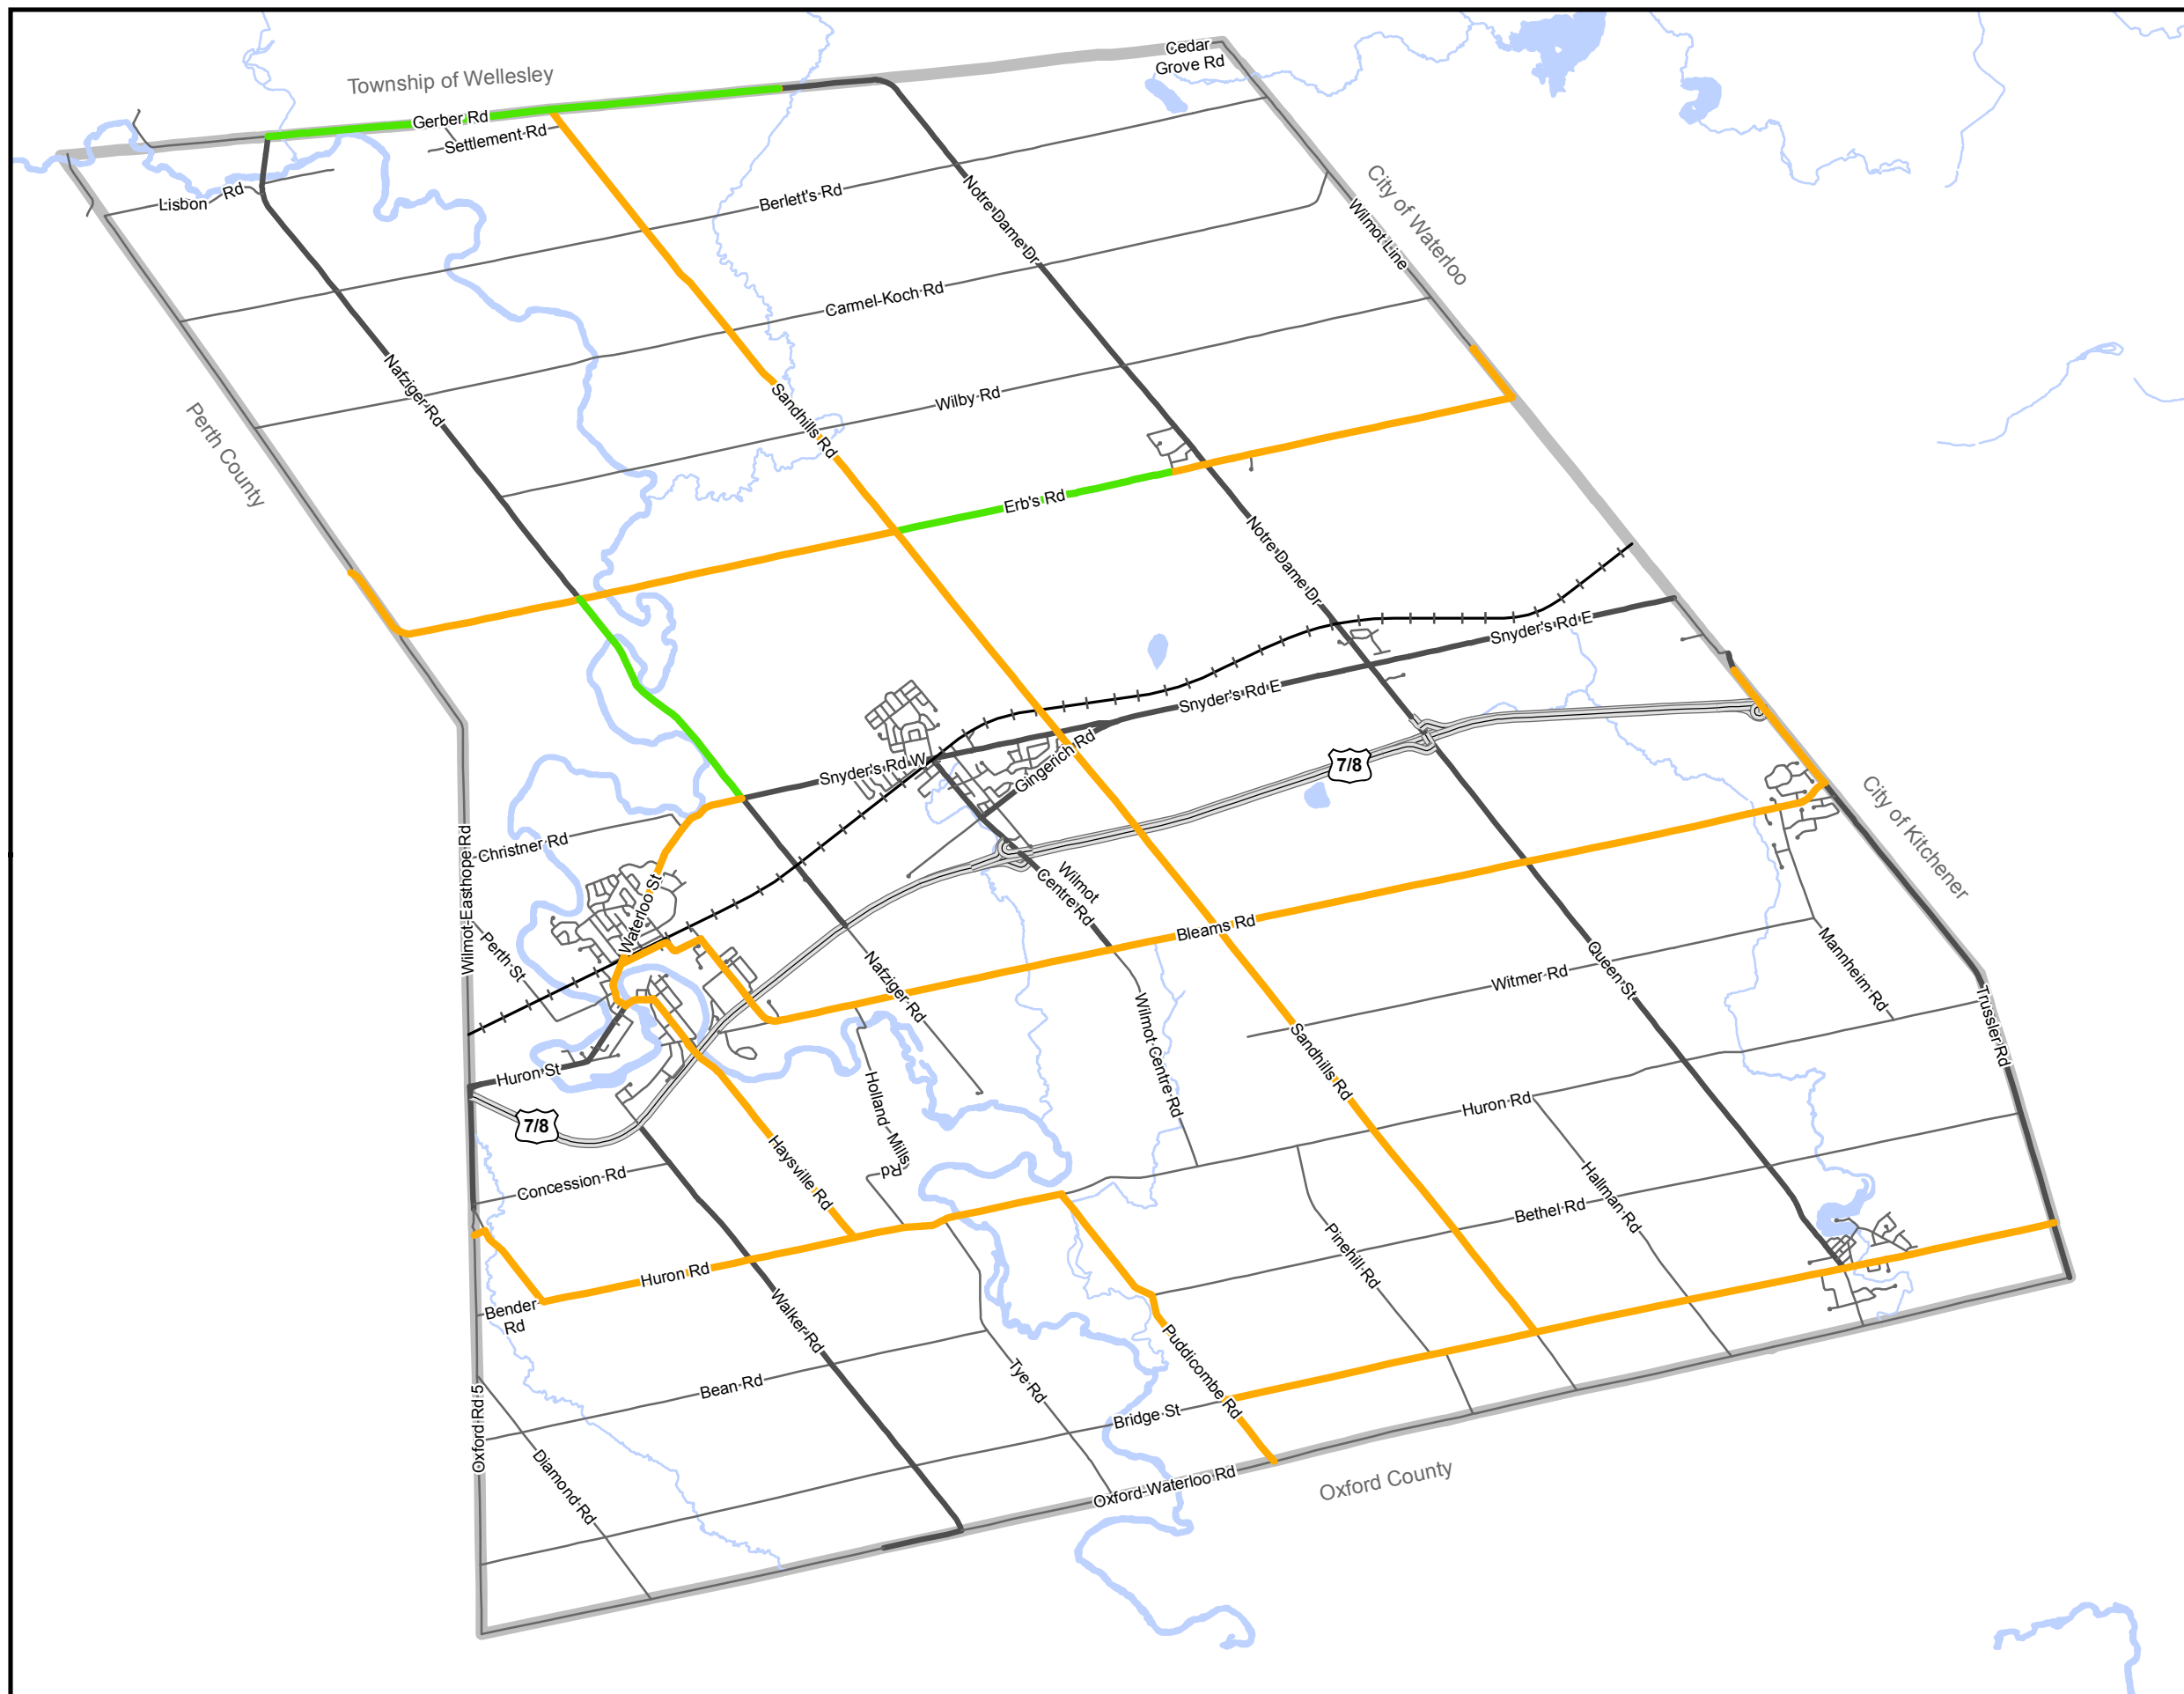 Cedar
Grove Rd
Township of Wellesley
Gerber Rd
Settlement Rd
Lisbon Rd
Berlett's Rd
Notre Dame Dr
City of Waterloo
Wilmot Line
Carmel-Koch Rd
Nafziger Rd
Sandhills Rd
Wilby Rd
Perth County
Erb's Rd
Notre Dame Dr
Snyder's Rd E
Snyder's Rd E
Snyder's Rd W
Gingerich Rd
7/8
City of Kitchener
Christner Rd
Wilmot-Easthope Rd
Waterloo St
Wilmot
Centre Rd
Bleams Rd
Perth St
Nafziger Rd
Queen St
Mannheim Rd
Witmer Rd
Trussler Rd
Wilmot Centre Rd
Sandhills Rd
Huron St
7/8
Holland Mills
Rd
Huron Rd
Haysville Rd
Concession Rd
Hallman Rd
Bethel Rd
Pinehill Rd
Huron Rd
Bender
Rd
Walker Rd
Puddicombe Rd
Tye Rd
Bean Rd
Bridge St
Oxford Rd 5
Diamond Rd
Oxford-Waterloo Rd
Oxford County